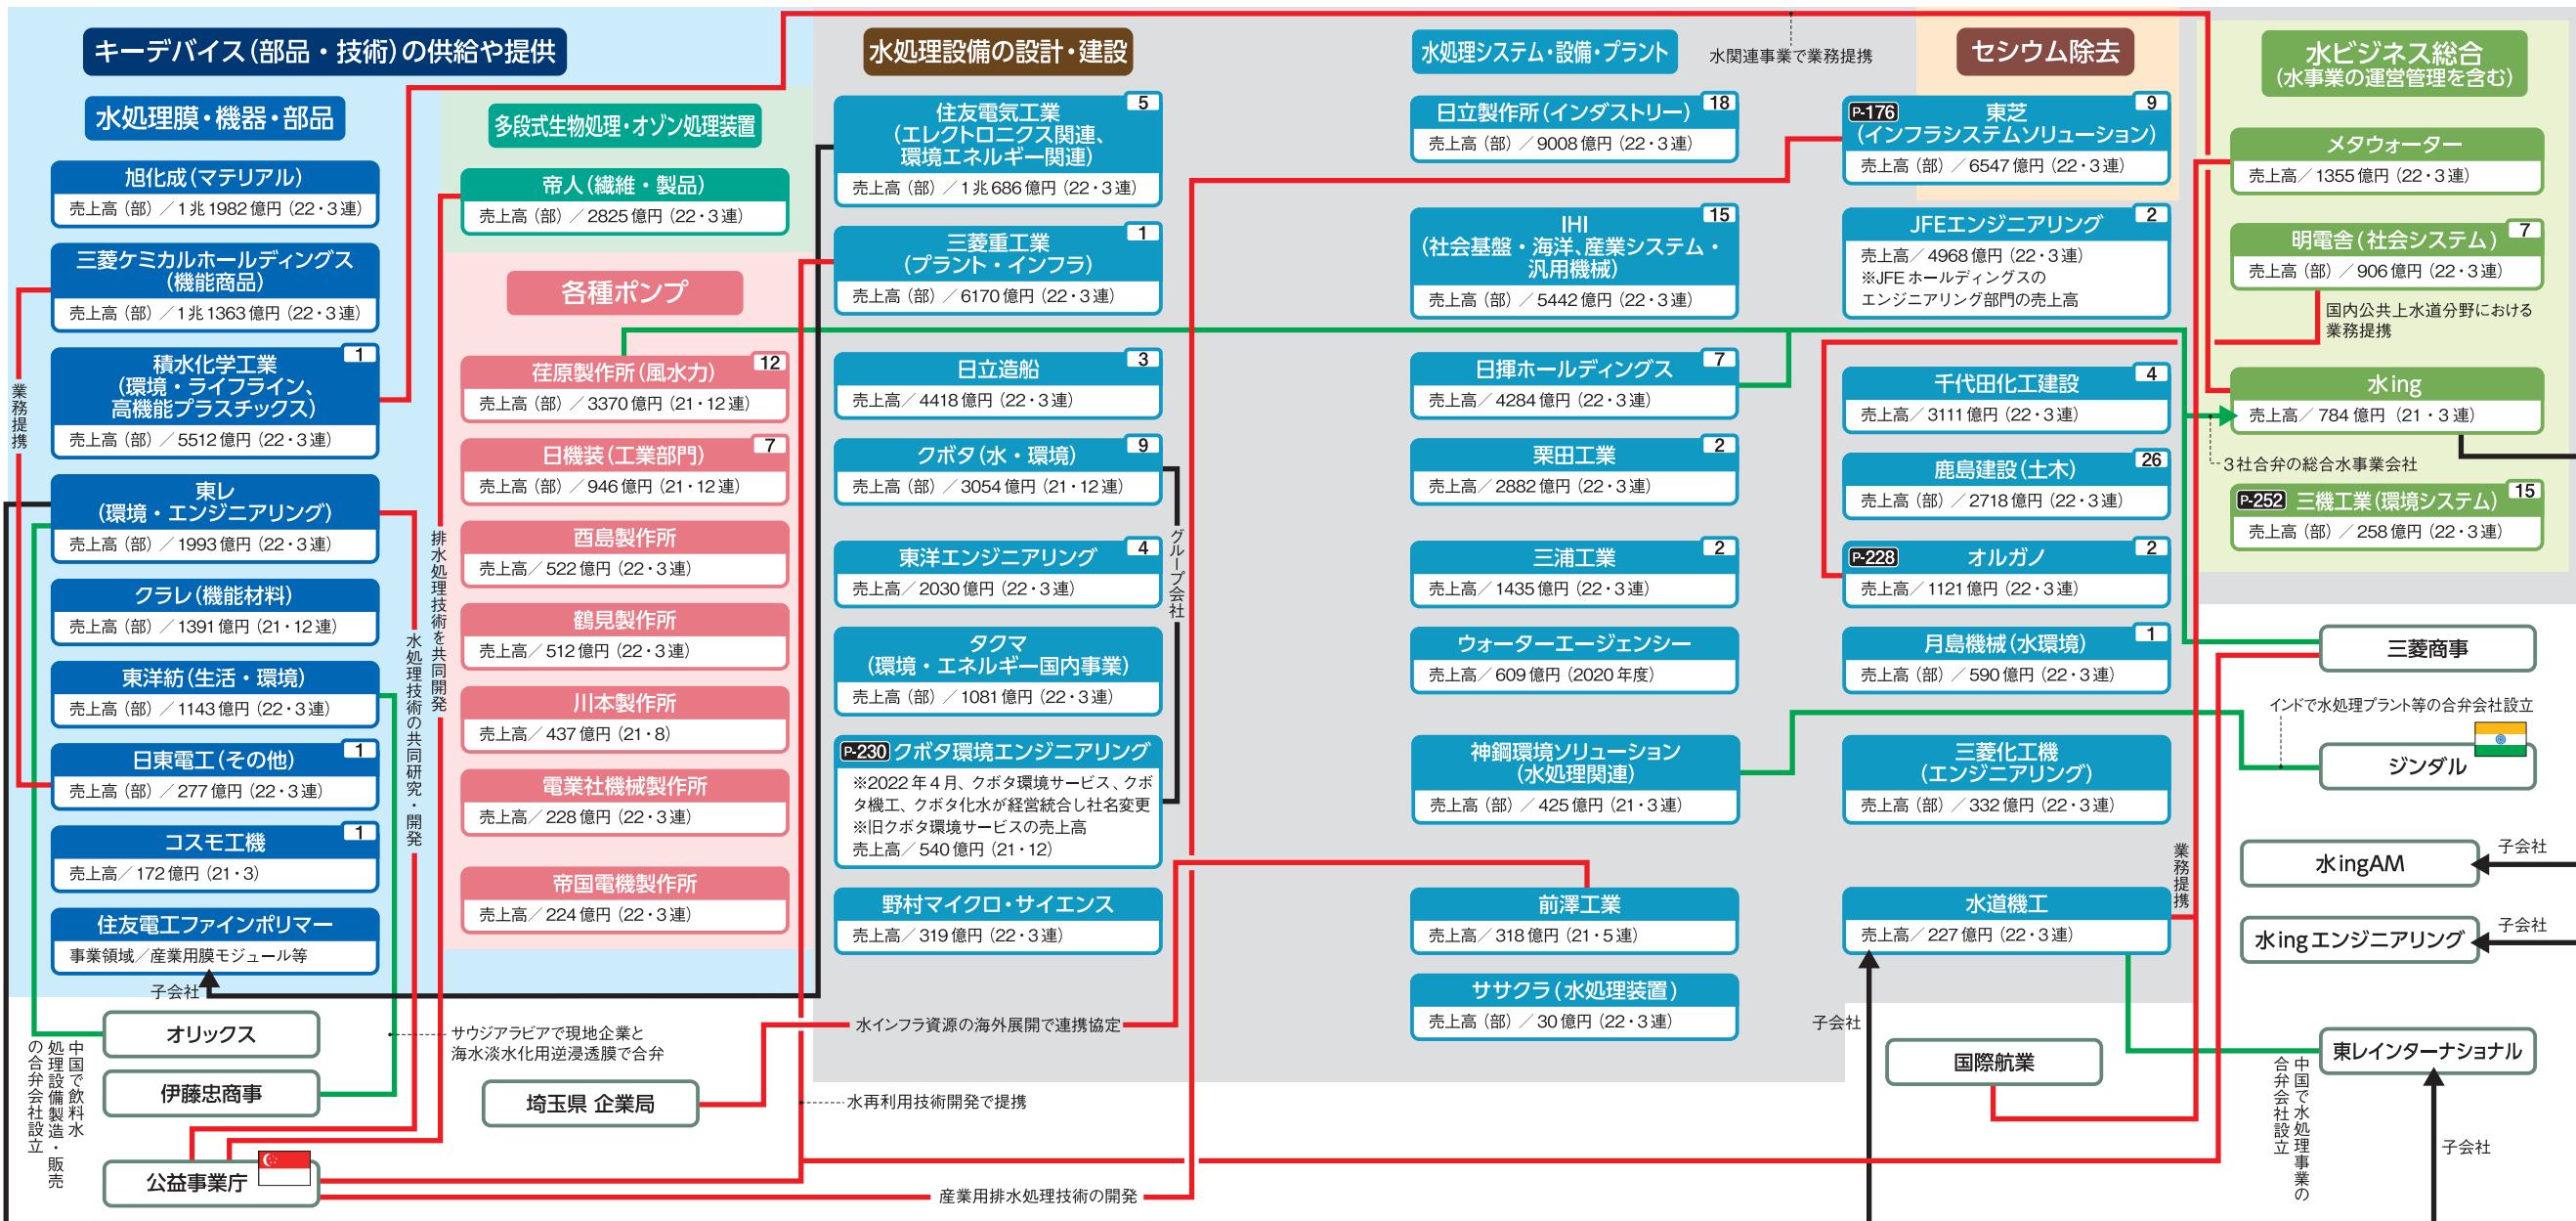 キーデバイス(部品・技術)の供給や提供
水処理膜・機器・部品
旭化成(マテリアル)
売上高(部)/1兆1982億円(22・3連)
三菱ケミカルホールディングス
(機能商品)
売上高(部)/1兆1363億円(22・3連)
積水化学工業
1
(環境・ライフライン、
高機能プラスチックス)
売上高(部)/5512億円(22・3連)
東レ
(環境・エンジニアリング)
売上高(部)/1993億円(22・3連)
クラレ(機能材料)
売上高(部)/1391億円(21・12連)
東洋紡(生活・環境)
売上高(部)/1143億円(22・3連)
日東電工(その他)
1
売上高(部)/277億円(22・3連)
コスモ工機
1
売上高/172億円(21・3)
住友電工ファインポリマー
事業領域/産業用膜モジュール等
業務提携
子会社
オリックス
伊藤忠商事
公益事業庁
中国で飲料水
処理設備製造・販売
の合弁会社設立
水処理技術の共同研究・開発
排水処理技術を共同開発
サウジアラビアで現地企業と
海水淡水化用逆浸透膜で合弁
多段式生物処理・オゾン処理装置
帝人(繊維・製品)
売上高(部)/2825億円(22・3連)
各種ポンプ
荏原製作所(風水力)
12
売上高(部)/3370億円(21・12連)
日機装(工業部門)
7
売上高(部)/946億円(21・12連)
酉島製作所
売上高/522億円(22・3連)
鶴見製作所
売上高/512億円(22・3連)
川本製作所
売上高/437億円(21・8)
電業社機械製作所
売上高/228億円(22・3連)
帝国電機製作所
売上高/224億円(22・3連)
埼玉県 企業局
水インフラ資源の海外展開で連携協定
水再利用技術開発で提携
産業用排水処理技術の開発
水処理設備の設計・建設
住友電気工業
5
(エレクトロニクス関連、
環境エネルギー関連)
売上高(部)/1兆686億円(22・3連)
三菱重工業
1
(プラント・インフラ)
売上高(部)/6170億円(22・3連)
日立造船
3
売上高/4418億円(22・3連)
クボタ(水・環境)
9
売上高(部)/3054億円(21・12連)
東洋エンジニアリング
4
売上高/2030億円(22・3連)
タクマ
(環境・エネルギー国内事業)
売上高(部)/1081億円(22・3連)
P-230 クボタ環境エンジニアリング
※2022年4月、クボタ環境サービス、クボ
タ機工、クボタ化水が経営統合し社名変更
※旧クボタ環境サービスの売上高
売上高/540億円(21・12)
野村マイクロ・サイエンス
売上高/319億円(22・3連)
グループ会社
水処理システム・設備・プラント
水関連事業で業務提携
日立製作所(インダストリー)
18
売上高(部)/9008億円(22・3連)
IHI
15
(社会基盤・海洋、産業システム・
汎用機械)
売上高(部)/5442億円(22・3連)
日揮ホールディングス
7
売上高/4284億円(22・3連)
栗田工業
2
売上高/2882億円(22・3連)
三浦工業
2
売上高/1435億円(22・3連)
ウォーターエージェンシー
売上高/609億円(2020年度)
神鋼環境ソリューション
(水処理関連)
売上高(部)/425億円(21・3連)
前澤工業
売上高/318億円(21・5連)
ササクラ(水処理装置)
売上高(部)/30億円(22・3連)
セシウム除去
P-176 東芝
9
(インフラシステムソリューション)
売上高(部)/6547億円(22・3連)
JFEエンジニアリング
2
売上高/4968億円(22・3連)
※JFEホールディングスの
エンジニアリング部門の売上高
千代田化工建設
4
売上高/3111億円(22・3連)
鹿島建設(土木)
26
売上高(部)/2718億円(22・3連)
P-228 オルガノ
2
売上高/1121億円(22・3連)
月島機械(水環境)
1
売上高(部)/590億円(22・3連)
三菱化工機
(エンジニアリング)
売上高(部)/332億円(22・3連)
水道機工
売上高/227億円(22・3連)
業務提携
子会社
国際航業
水ビジネス総合
(水事業の運営管理を含む)
メタウォーター
売上高/1355億円(22・3連)
明電舎(社会システム)
7
売上高(部)/906億円(22・3連)
国内公共上水道分野における
業務提携
水ing
売上高/784億円(21・3連)
3社合弁の総合水事業会社
P-252 三機工業(環境システム)
15
売上高(部)/258億円(22・3連)
三菱商事
インドで水処理プラント等の合弁会社設立
ジンダル
水ingAM
子会社
水ingエンジニアリング
子会社
東レインターナショナル
中国で水処理事業の
合弁会社設立
子会社